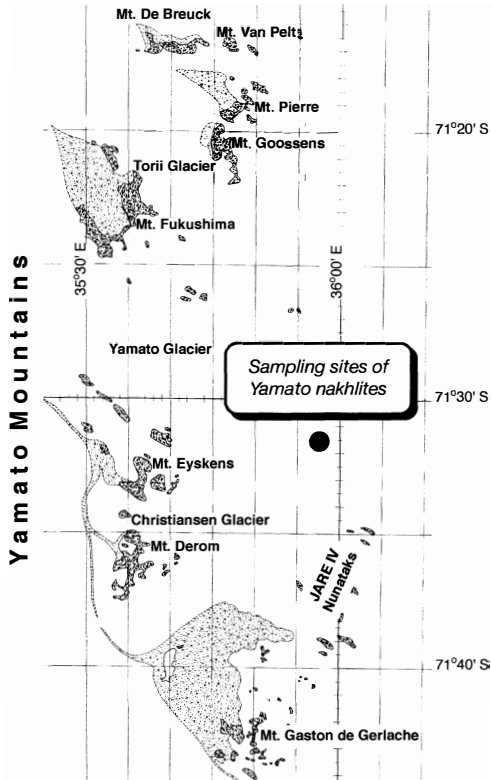 Mt. De Breuck
Mt. Van Pelt
Mt. Pierre
71°20' S
Mt. Goossens
Torii Glacier
Mt. Fukushima
35°30' E
36°00' E
Yamato Mountains
Yamato Glacier
Sampling sites of
Yamato nakhlites
71°30' S
Mt. Eyskens
Christiansen Glacier
Mt. Derom
JARE IV
Nunataks
71°40' S
Mt. Gaston de Gerlache